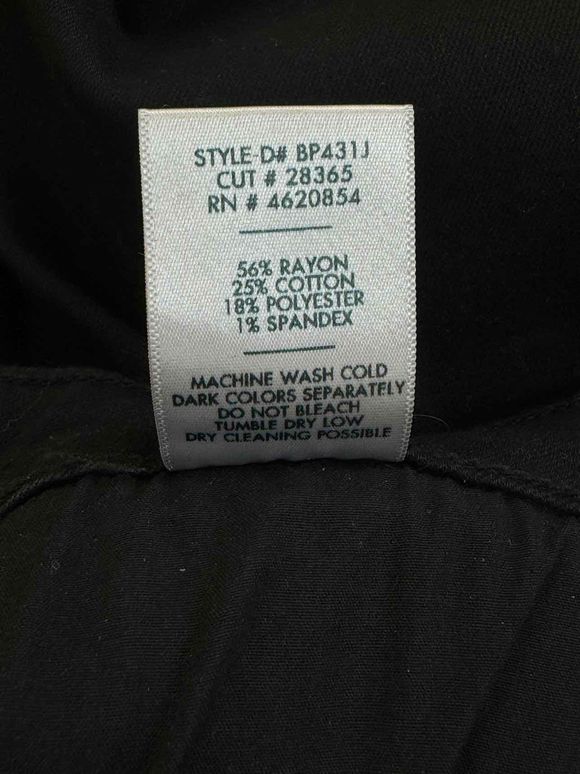 STYLE-D# BP431J
CUT # 28365
RN # 4620854
56% RAYON
25% COTTON
18% POLYESTER
1% SPANDEX
MACHINE WASH COLD
DARK COLORS SEPARATELY
DO NOT BLEACH
TUMBLE DRY LOW
DRY CLEANING POSSIBLE